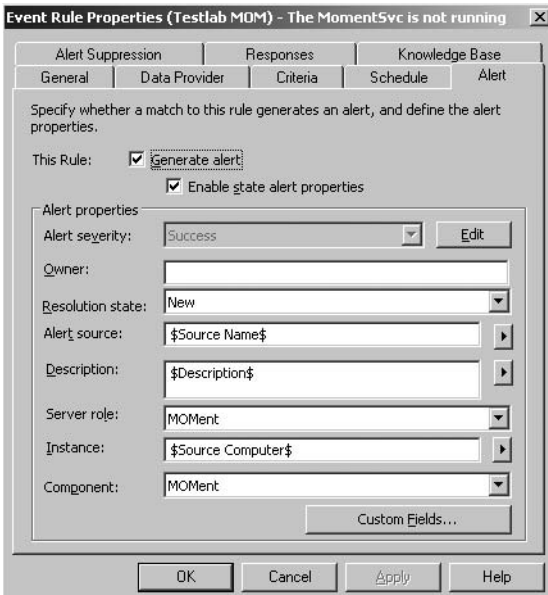 Event Rule Properties (Testlab MOM) - The MomentSvc is not running
Alert Suppression Responses Knowledge Base
General Data Provider Criteria Schedule Alert
Specify whether a match to this rule generates an alert, and define the alert
properties.
This Rule: Generate alert
Enable state alert properties
Alert properties
Alert severity: Success Edit
Owner:
Resolution state: New
Alert source: $Source Name$
Description: $Description$
Server role: MOMent
Instance: $Source Computer$
Component: MOMent
Custom Fields...
OK Cancel Apply Help